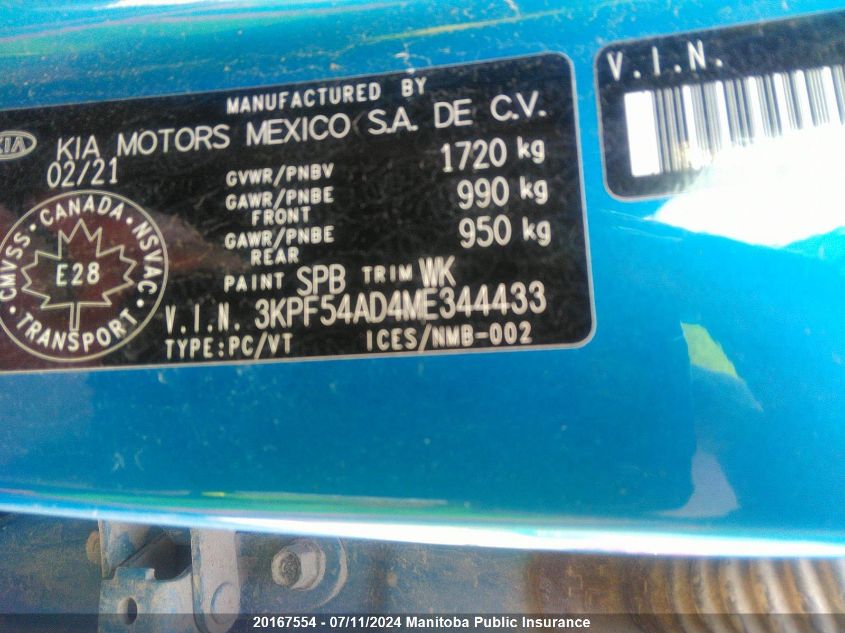 MANUFACTURED BY
KIA
KIA MOTORS MEXICO S.A. DE C.V.
02/21
GVWR/PNBV 1720 kg
GAWR/PNBE FRONT 990 kg
GAWR/PNBE REAR 950 kg
CANADA
CMVSS · NSVAC
E28
TRANSPORT
PAINT SPB TRIM WK
V.I.N. 3KPF54AD4ME344433
TYPE:PC/VT ICES/NMB-002
V.I.N.
20167554 - 07/11/2024 Manitoba Public Insurance